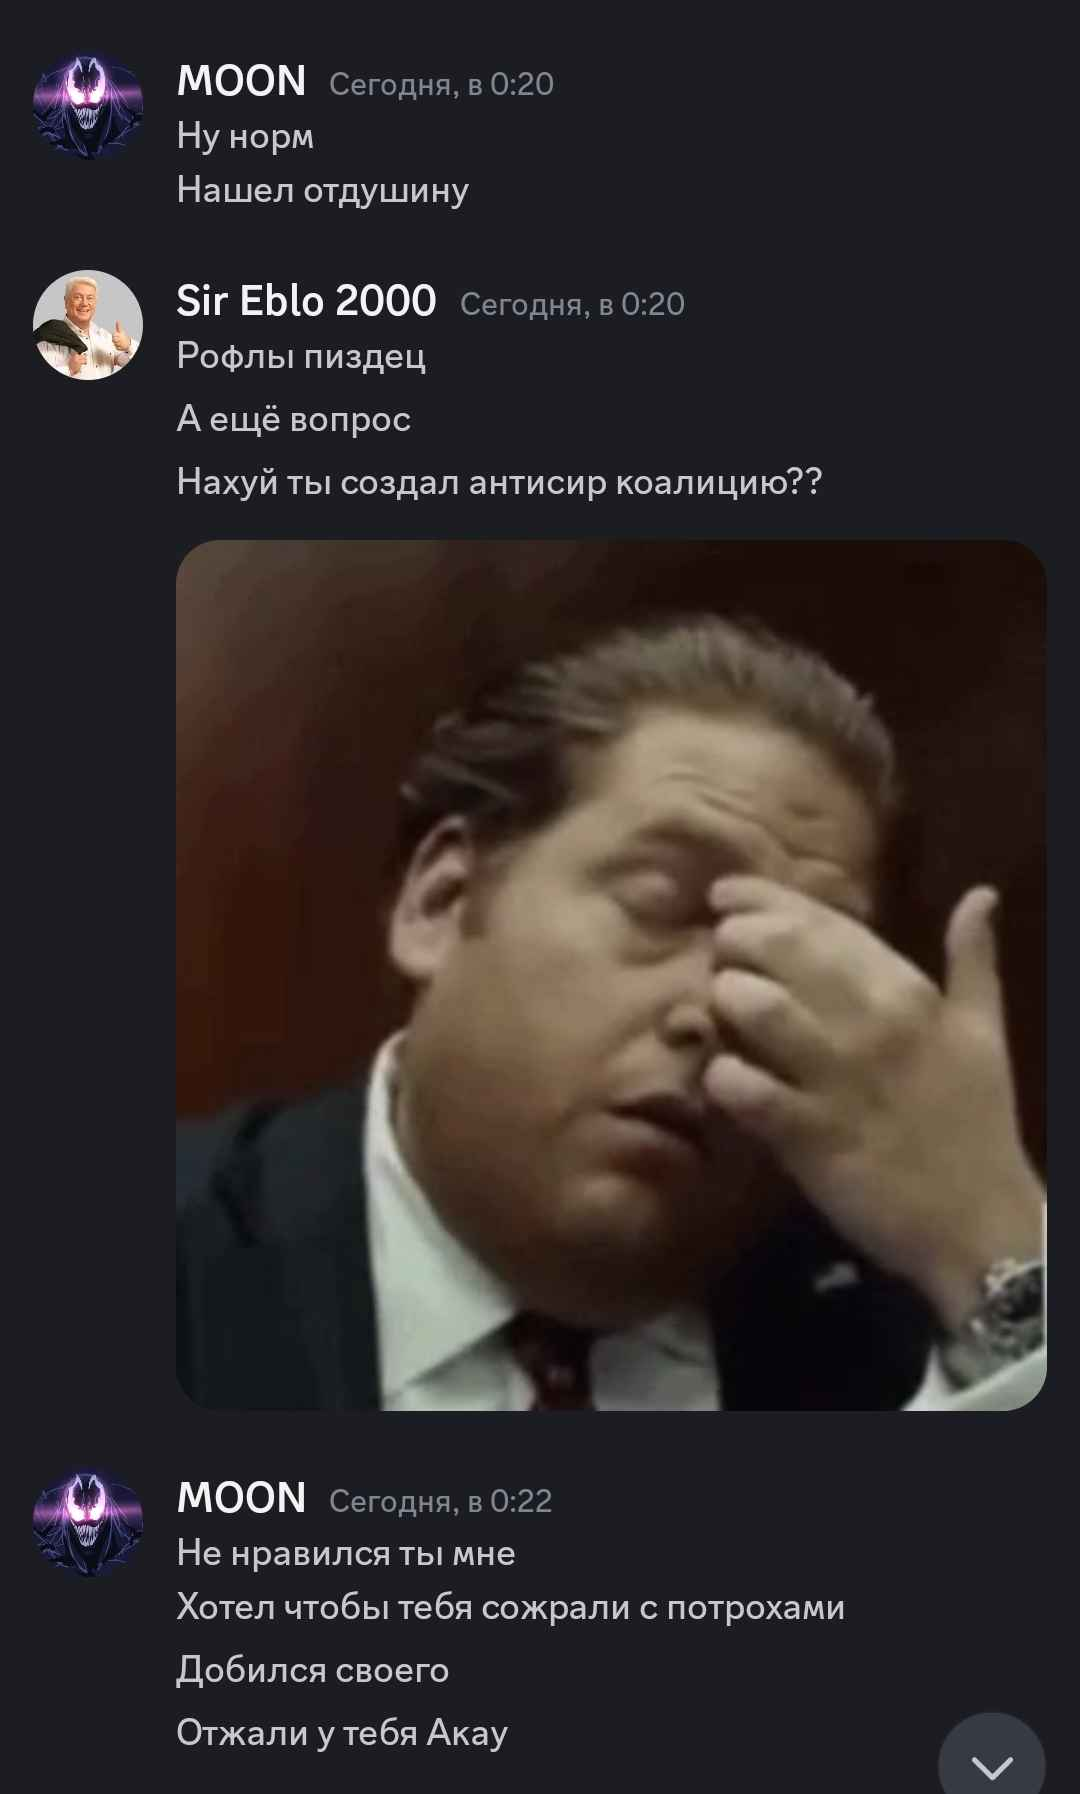 MOON Сегодня, в 0:20
Ну норм
Нашел отдушину
Sir Eblo 2000 Сегодня, в 0:20
Рофлы пиздец
А ещё вопрос
Нахуй ты создал антисир коалицию??
MOON Сегодня, в 0:22
Не нравился ты мне
Хотел чтобы тебя сожрали с потрохами
Добился своего
Отжали у тебя Акау